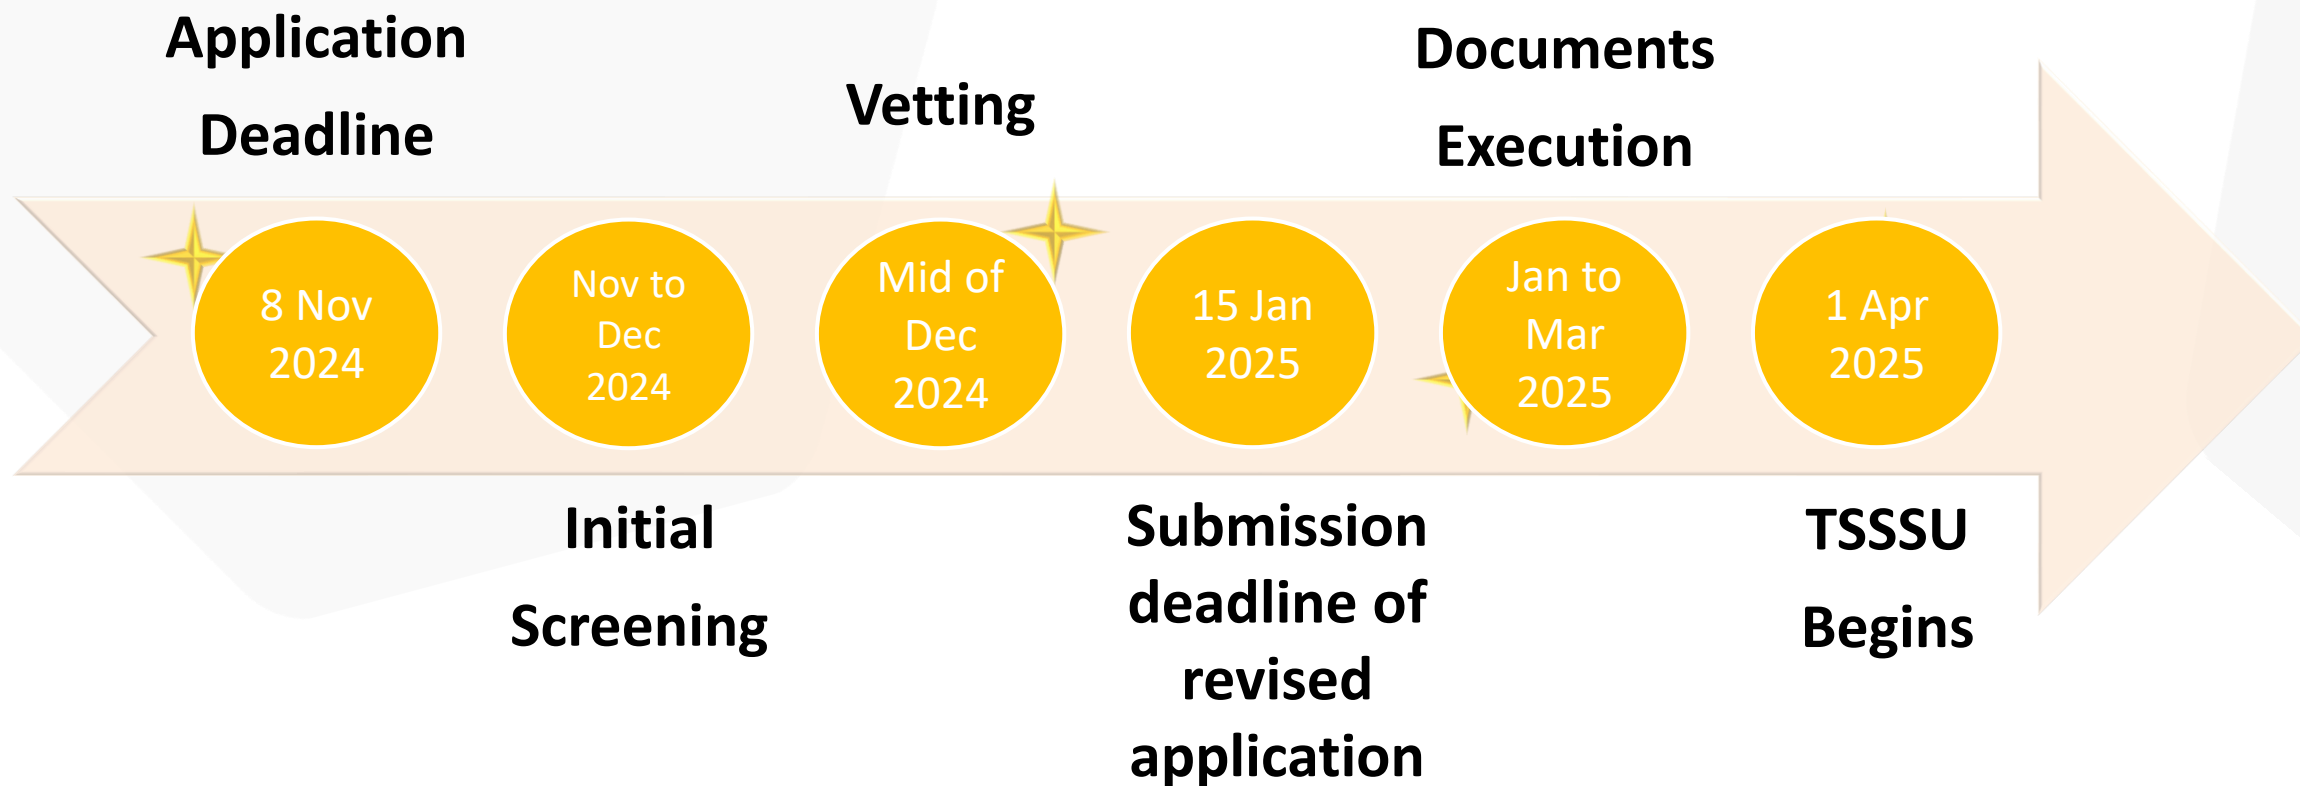 Application
Deadline
Vetting
Documents
Execution
8 Nov
2024
Nov to
Dec
2024
Mid of
Dec
2024
15 Jan
2025
Jan to
Mar
2025
1 Apr
2025
Initial
Screening
Submission
deadline of
revised
application
TSSSU
Begins